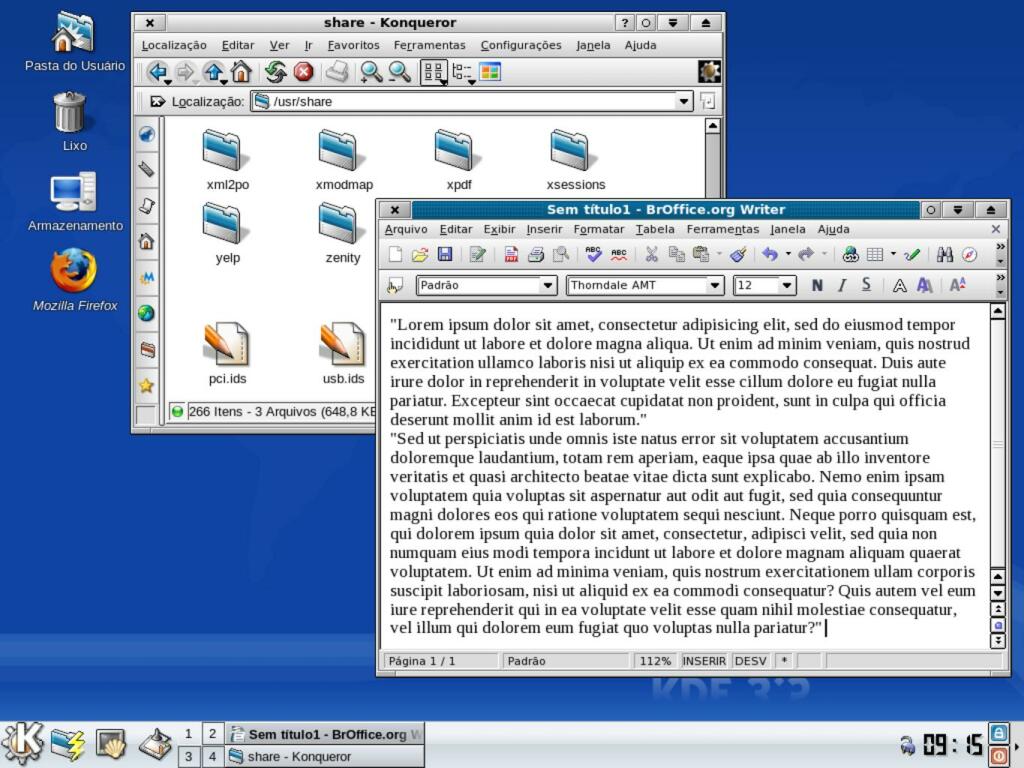 Pasta do Usuário
Lixo
Armazenamento
Mozilla Firefox
share - Konqueror
?
Localização Editar Ver Ir Favoritos Ferramentas Configurações Janela Ajuda
Localização: /usr/share
xml2po xmodmap xpdf xsessions
yelp zenity
pci.ids usb.ids
266 Itens - 3 Arquivos (648,8 KB
Sem título1 - BrOffice.org Writer
Arquivo Editar Exibir Inserir Formatar Tabela Ferramentas Janela Ajuda
Padrão Thorndale AMT 12 N I S A A A
"Lorem ipsum dolor sit amet, consectetur adipisicing elit, sed do eiusmod tempor
incididunt ut labore et dolore magna aliqua. Ut enim ad minim veniam, quis nostrud
exercitation ullamco laboris nisi ut aliquip ex ea commodo consequat. Duis aute
irure dolor in reprehenderit in voluptate velit esse cillum dolore eu fugiat nulla
pariatur. Excepteur sint occaecat cupidatat non proident, sunt in culpa qui officia
deserunt mollit anim id est laborum."
"Sed ut perspiciatis unde omnis iste natus error sit voluptatem accusantium
doloremque laudantium, totam rem aperiam, eaque ipsa quae ab illo inventore
veritatis et quasi architecto beatae vitae dicta sunt explicabo. Nemo enim ipsam
voluptatem quia voluptas sit aspernatur aut odit aut fugit, sed quia consequuntur
magni dolores eos qui ratione voluptatem sequi nesciunt. Neque porro quisquam est,
qui dolorem ipsum quia dolor sit amet, consectetur, adipisci velit, sed quia non
numquam eius modi tempora incidunt ut labore et dolore magnam aliquam quaerat
voluptatem. Ut enim ad minima veniam, quis nostrum exercitationem ullam corporis
suscipit laboriosam, nisi ut aliquid ex ea commodi consequatur? Quis autem vel eum
iure reprehenderit qui in ea voluptate velit esse quam nihil molestiae consequatur,
vel illum qui dolorem eum fugiat quo voluptas nulla pariatur?"
Página 1 / 1 Padrão 112% INSERIR DESV *
1 2 Sem título1 - BrOffice.org W
3 4 share - Konqueror
09:15